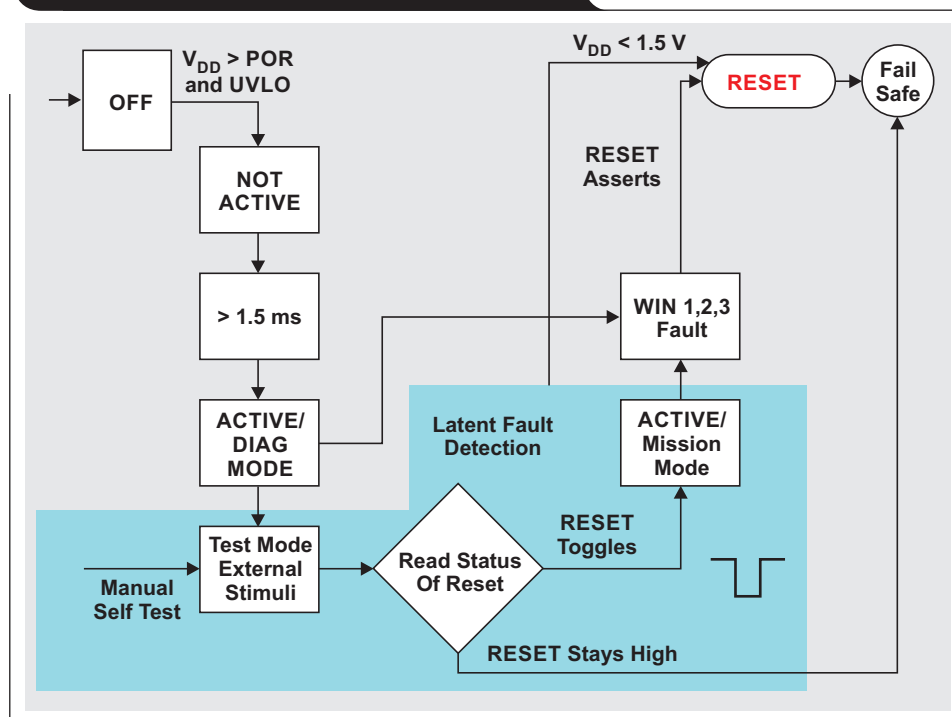 V_DD > POR
and UVLO
V_DD < 1.5 V
OFF
RESET
Fail
Safe
NOT
ACTIVE
RESET
Asserts
> 1.5 ms
WIN 1,2,3
Fault
ACTIVE/
DIAG
MODE
Latent Fault
Detection
ACTIVE/
Mission
Mode
Test Mode
External
Stimuli
Read Status
Of Reset
RESET
Toggles
Manual
Self Test
RESET Stays High